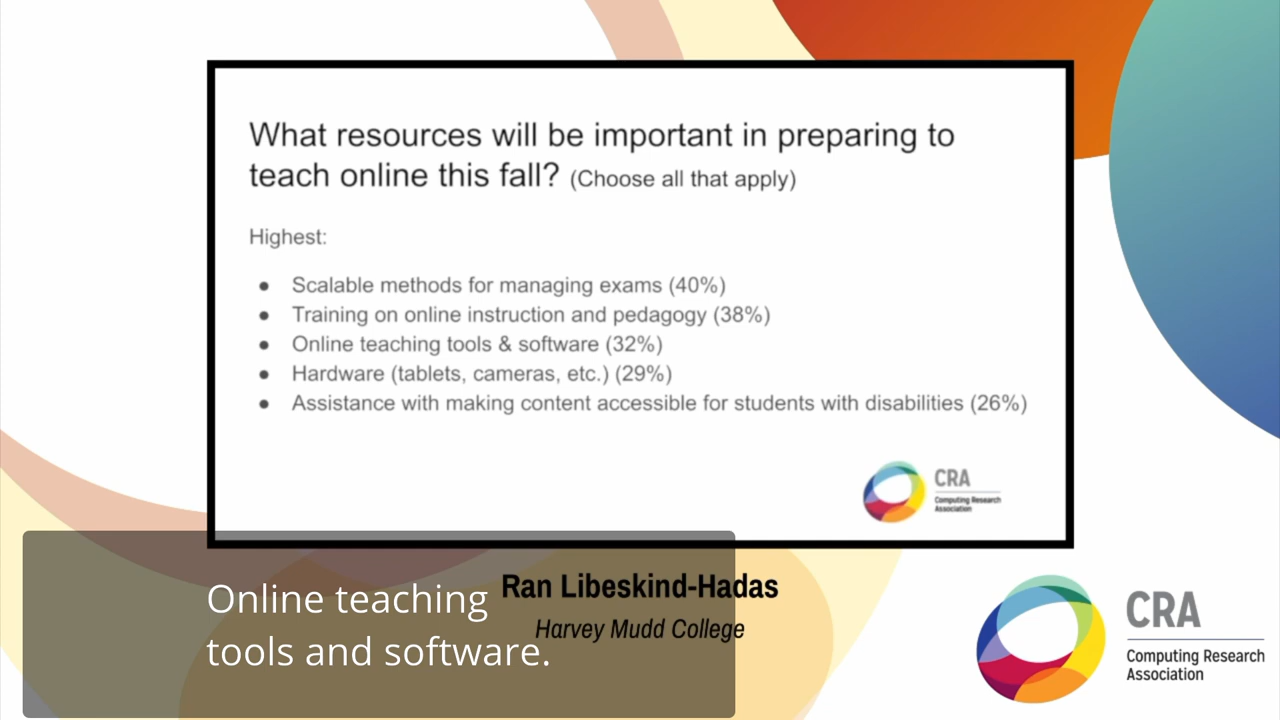 What resources will be important in preparing to
teach online this fall? (Choose all that apply)
Highest:
● Scalable methods for managing exams (40%)
● Training on online instruction and pedagogy (38%)
● Online teaching tools & software (32%)
● Hardware (tablets, cameras, etc.) (29%)
● Assistance with making content accessible for students with disabilities (26%)
CRA
Computing Research
Association
Ran Libeskind-Hadas
Harvey Mudd College
Online teaching
tools and software.
CRA
Computing Research
Association